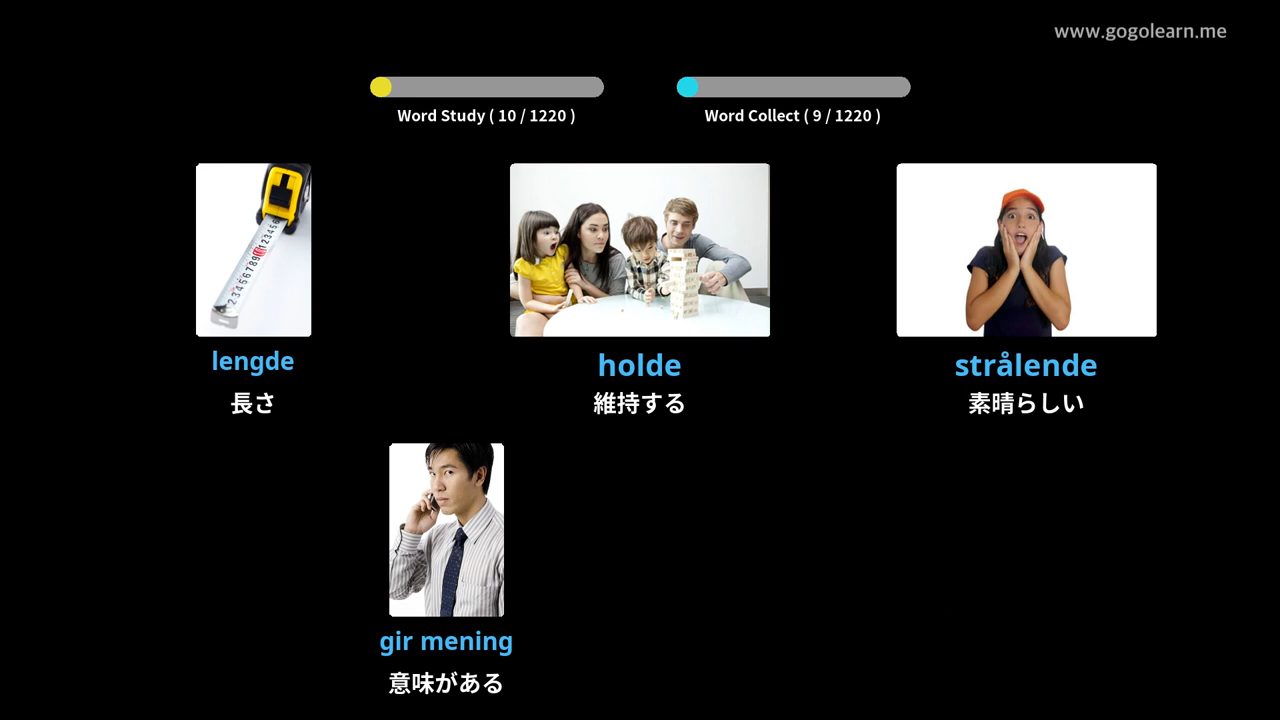 www.gogolearn.me
Word Study ( 10 / 1220 )
Word Collect ( 9 / 1220 )
lengde
長さ
holde
維持する
strålende
素晴らしい
gir mening
意味がある